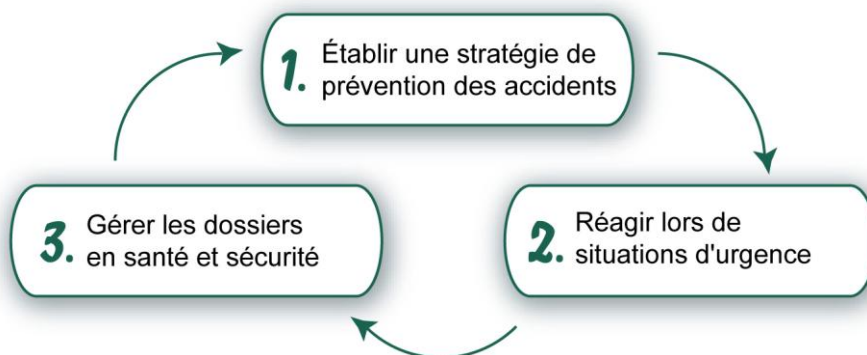 1. Établir une stratégie de
prévention des accidents
2. Réagir lors de
situations d'urgence
3. Gérer les dossiers
en santé et sécurité